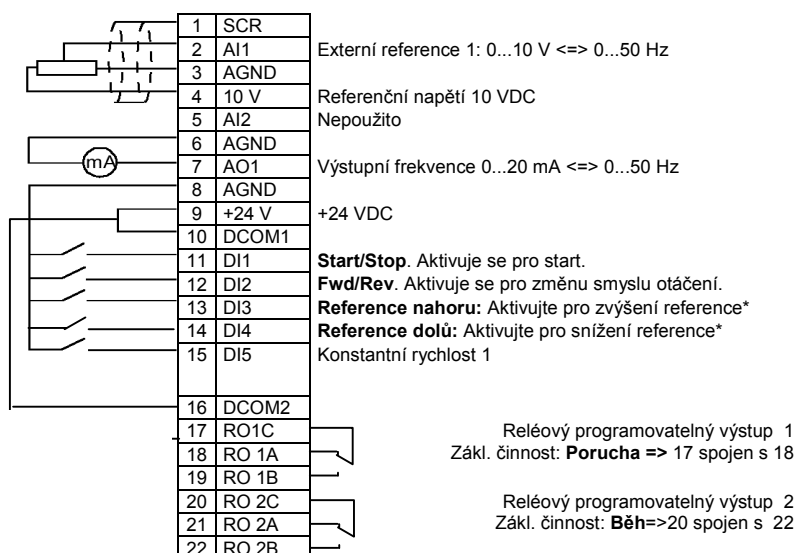 1 SCR
2 AI1 Externí reference 1: 0...10 V <=> 0...50 Hz
3 AGND
4 10 V Referenční napětí 10 VDC
5 AI2 Nepoužito
6 AGND
mA 7 AO1 Výstupní frekvence 0...20 mA <=> 0...50 Hz
8 AGND
9 +24 V +24 VDC
10 DCOM1
11 DI1 Start/Stop. Aktivuje se pro start.
12 DI2 Fwd/Rev. Aktivuje se pro změnu smyslu otáčení.
13 DI3 Reference nahoru: Aktivujte pro zvýšení reference*
14 DI4 Reference dolů: Aktivujte pro snížení reference*
15 DI5 Konstantní rychlost 1
16 DCOM2
17 RO1C Reléový programovatelný výstup 1
18 RO 1A Zákl. činnost: Porucha => 17 spojen s 18
19 RO 1B
20 RO 2C Reléový programovatelný výstup 2
21 RO 2A Zákl. činnost: Běh=>20 spojen s 22
22 RO 2B